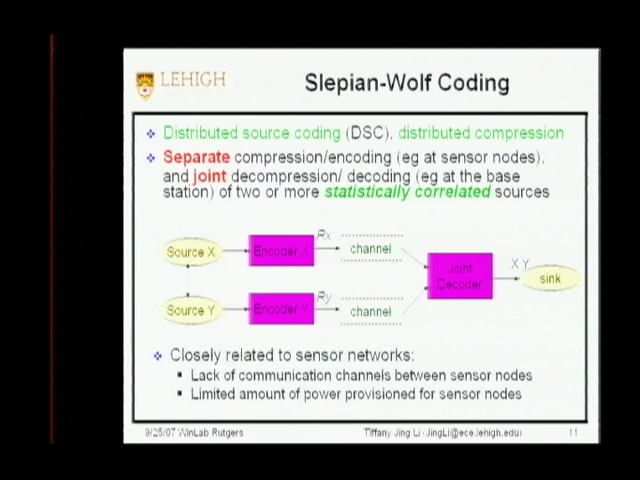 LEHIGH
Slepian-Wolf Coding
Distributed source coding (DSC), distributed compression
Separate compression/encoding (eg at sensor nodes),
and joint decompression/ decoding (eg at the base
station) of two or more statistically correlated sources
Source X
Encoder X
Rx
channel
Joint
Decoder
X Y
sink
Source Y
Encoder Y
Ry
channel
Closely related to sensor networks:
Lack of communication channels between sensor nodes
Limited amount of power provisioned for sensor nodes
9/25/07 WinLab Rutgers
Tiffany Jing Li (JingLi@ece.lehigh.edu)
11